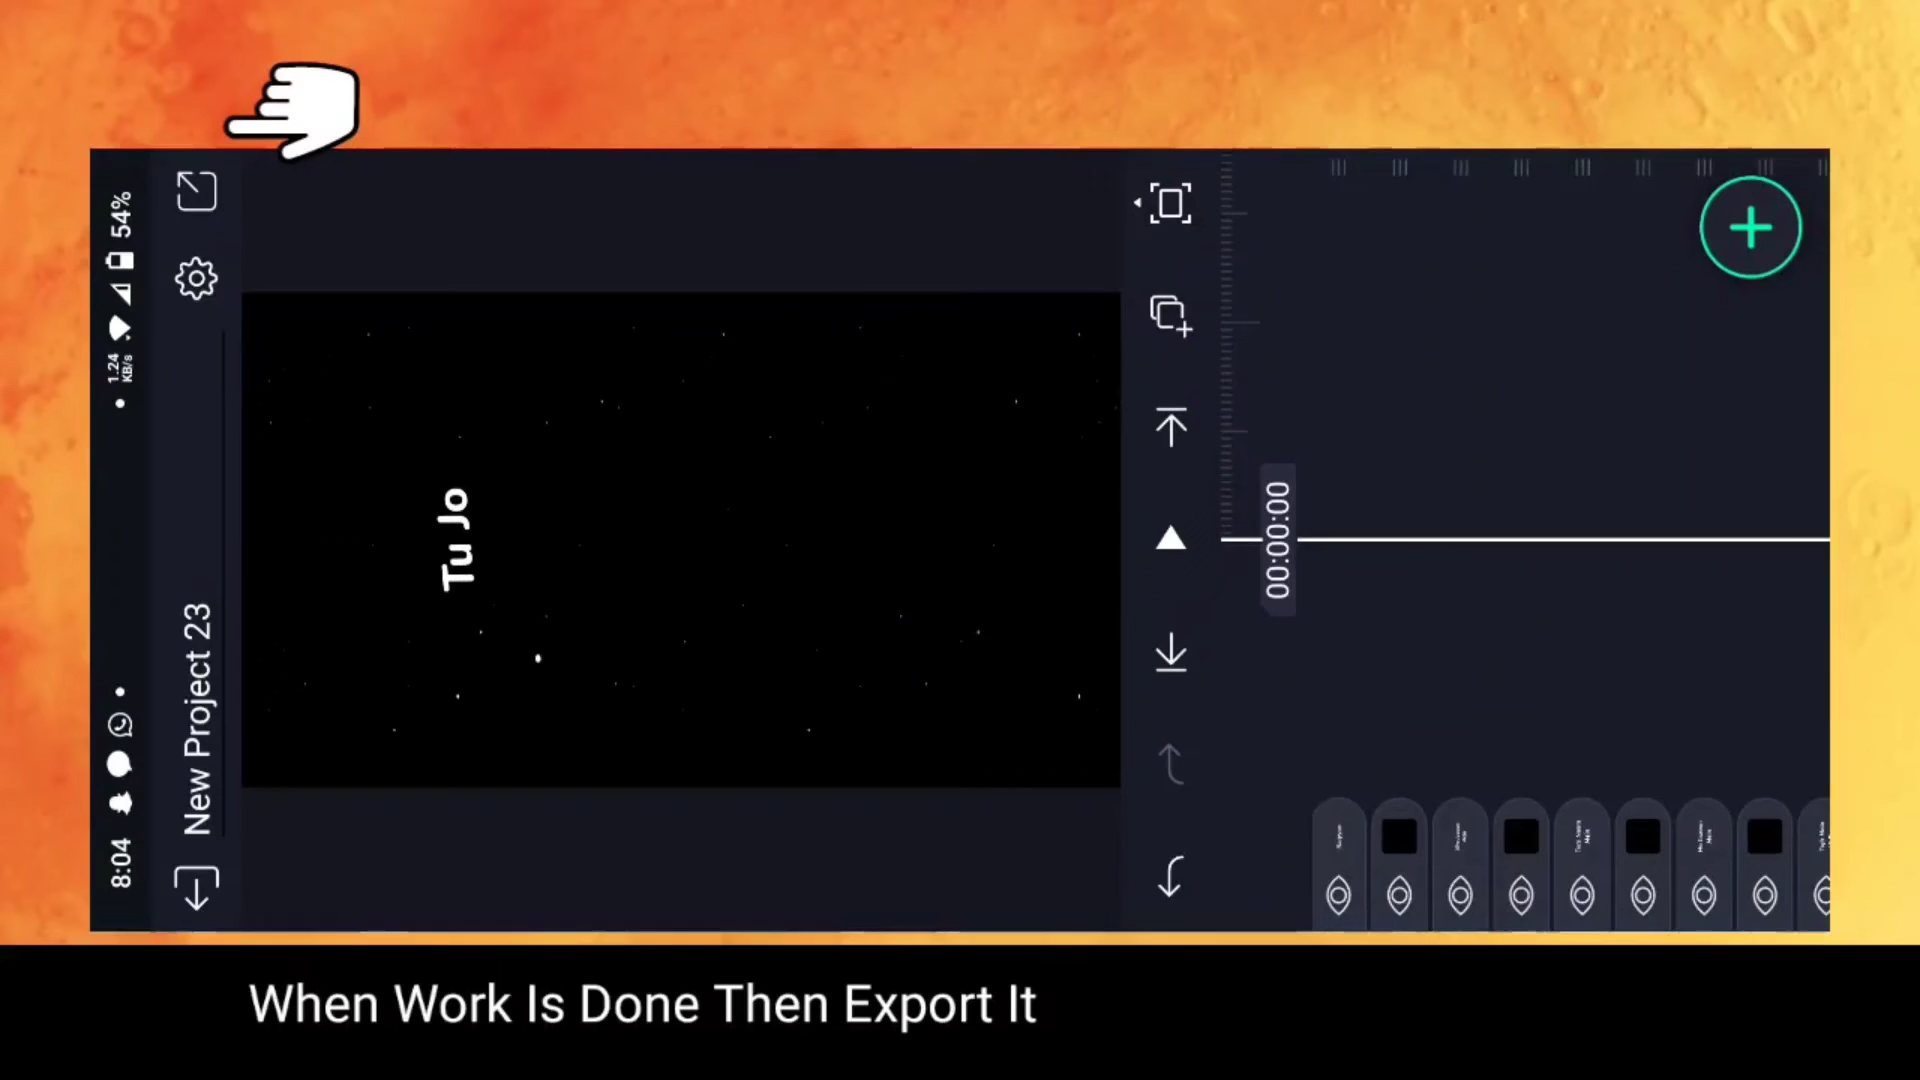 8:04
1.24
KB/s
54%
New Project 23
Tu Jo
00:00:00
When Work Is Done Then Export It